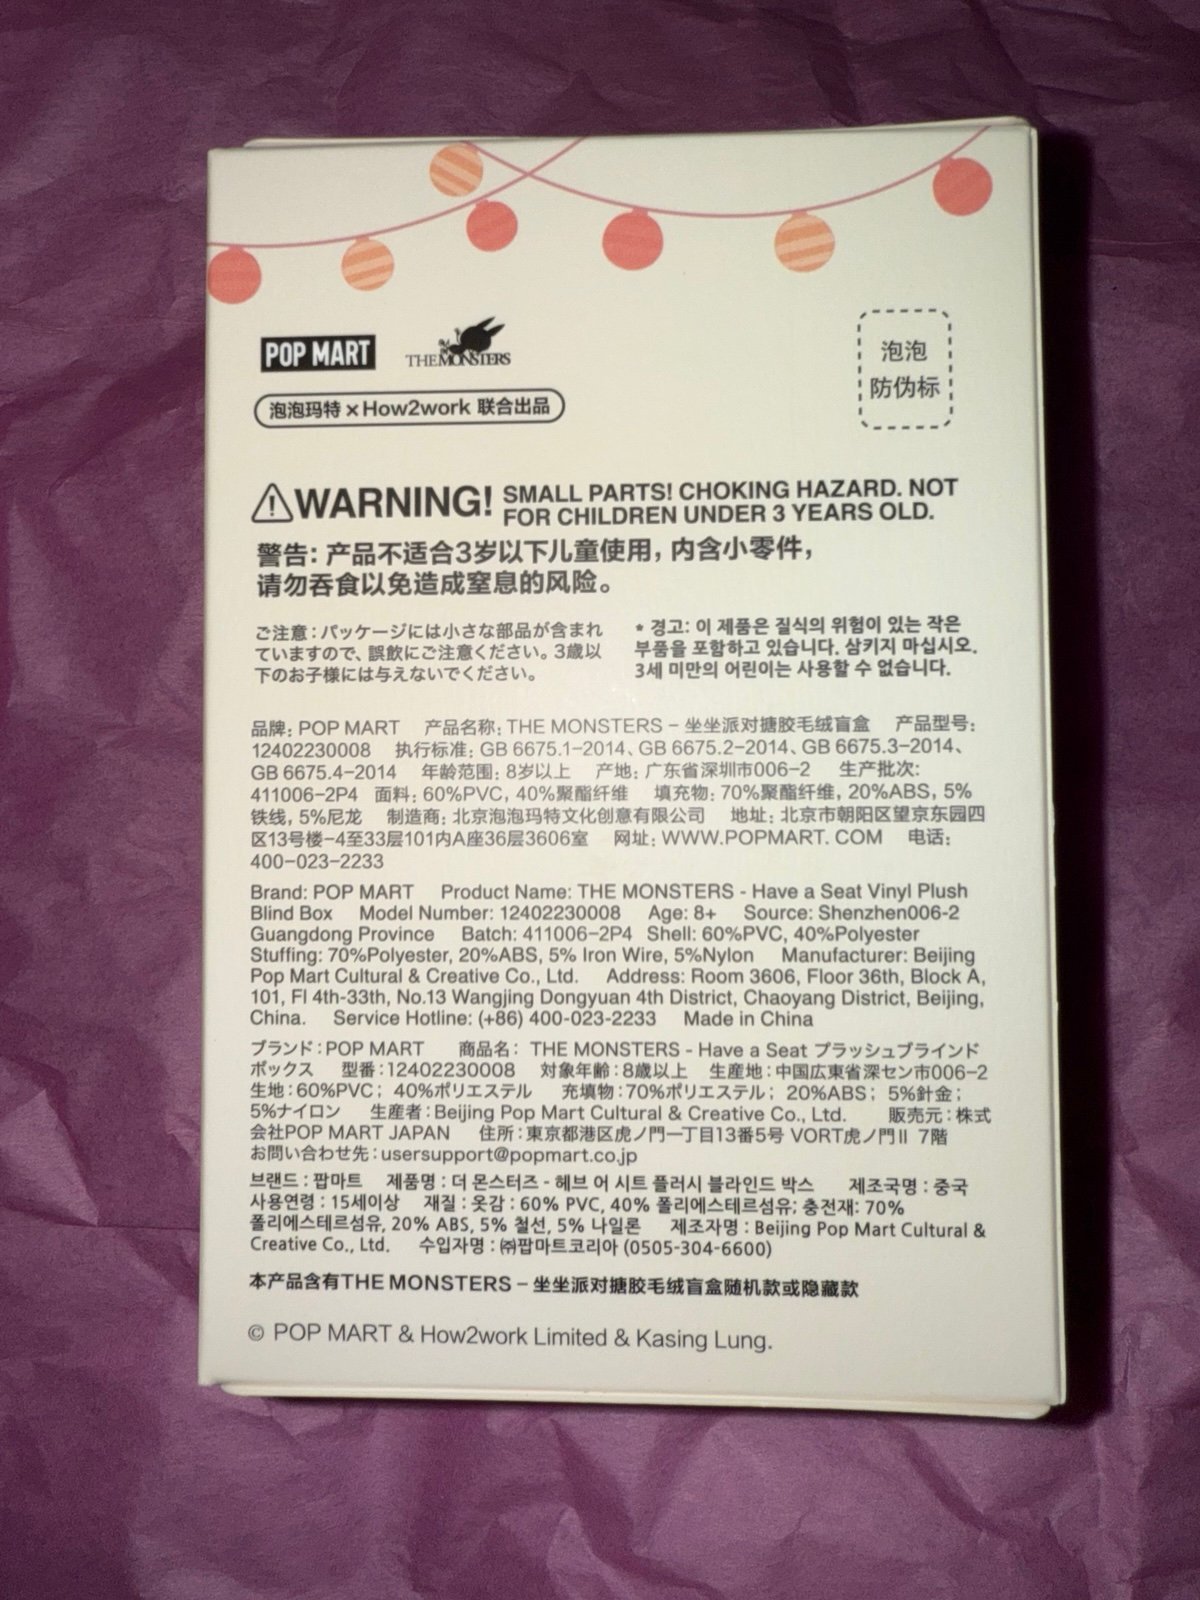 POP MART THE MONSTERS
泡泡玛特×How2work 联合出品
泡泡
防伪标
WARNING! SMALL PARTS! CHOKING HAZARD. NOT
FOR CHILDREN UNDER 3 YEARS OLD.
警告: 产品不适合3岁以下儿童使用, 内含小零件,
请勿吞食以免造成窒息的风险。
ご注意:パッケージには小さな部品が含まれ
ていますので、誤飲にご注意ください。3歳以
下のお子様には与えないでください。
* 경고: 이 제품은 질식의 위험이 있는 작은
부품을 포함하고 있습니다. 삼키지 마십시오.
3세 미만의 어린이는 사용할 수 없습니다.
品牌: POP MART 产品名称: THE MONSTERS – 坐坐派对搪胶毛绒盲盒 产品型号:
12402230008 执行标准: GB 6675.1–2014、GB 6675.2–2014、GB 6675.3–2014、
GB 6675.4–2014 年龄范围: 8岁以上 产地: 广东省深圳市006–2 生产批次:
411006–2P4 面料: 60%PVC, 40%聚酯纤维 填充物: 70%聚酯纤维, 20%ABS, 5%
铁线, 5%尼龙 制造商: 北京泡泡玛特文化创意有限公司 地址: 北京市朝阳区望京东园四
区13号楼–4至33层101内A座36层3606室 网址: WWW.POPMART. COM 电话:
400–023–2233
Brand: POP MART Product Name: THE MONSTERS - Have a Seat Vinyl Plush
Blind Box Model Number: 12402230008 Age: 8+ Source: Shenzhen006-2
Guangdong Province Batch: 411006–2P4 Shell: 60%PVC, 40%Polyester
Stuffing: 70%Polyester, 20%ABS, 5% Iron Wire, 5%Nylon Manufacturer: Beijing
Pop Mart Cultural & Creative Co., Ltd. Address: Room 3606, Floor 36th, Block A,
101, Fl 4th-33th, No.13 Wangjing Dongyuan 4th District, Chaoyang District, Beijing,
China. Service Hotline: (+86) 400-023-2233 Made in China
ブランド:POP MART 商品名: THE MONSTERS - Have a Seat プラッシュブラインド
ボックス 型番:12402230008 対象年齢:8歳以上 生産地:中国広東省深セン市006–2
生地:60%PVC; 40%ポリエステル 充填物:70%ポリエステル; 20%ABS; 5%針金;
5%ナイロン 生産者:Beijing Pop Mart Cultural & Creative Co., Ltd. 販売元:株式
会社POP MART JAPAN 住所:東京都港区虎ノ門一丁目13番5号 VORT虎ノ門Ⅱ 7階
お問い合わせ先:usersupport@popmart.co.jp
브랜드 : 팝마트 제품명 : 더 몬스터즈 - 헤브 어 시트 플러시 블라인드 박스 제조국명 : 중국
사용연령 : 15세이상 재질 : 옷감 : 60% PVC, 40% 폴리에스테르섬유; 충전재: 70%
폴리에스테르섬유, 20% ABS, 5% 철선, 5% 나일론 제조자명 : Beijing Pop Mart Cultural &
Creative Co., Ltd. 수입자명 : ㈜팝마트코리아 (0505-304-6600)
本产品含有THE MONSTERS – 坐坐派对搪胶毛绒盲盒随机款或隐藏款
© POP MART & How2work Limited & Kasing Lung.